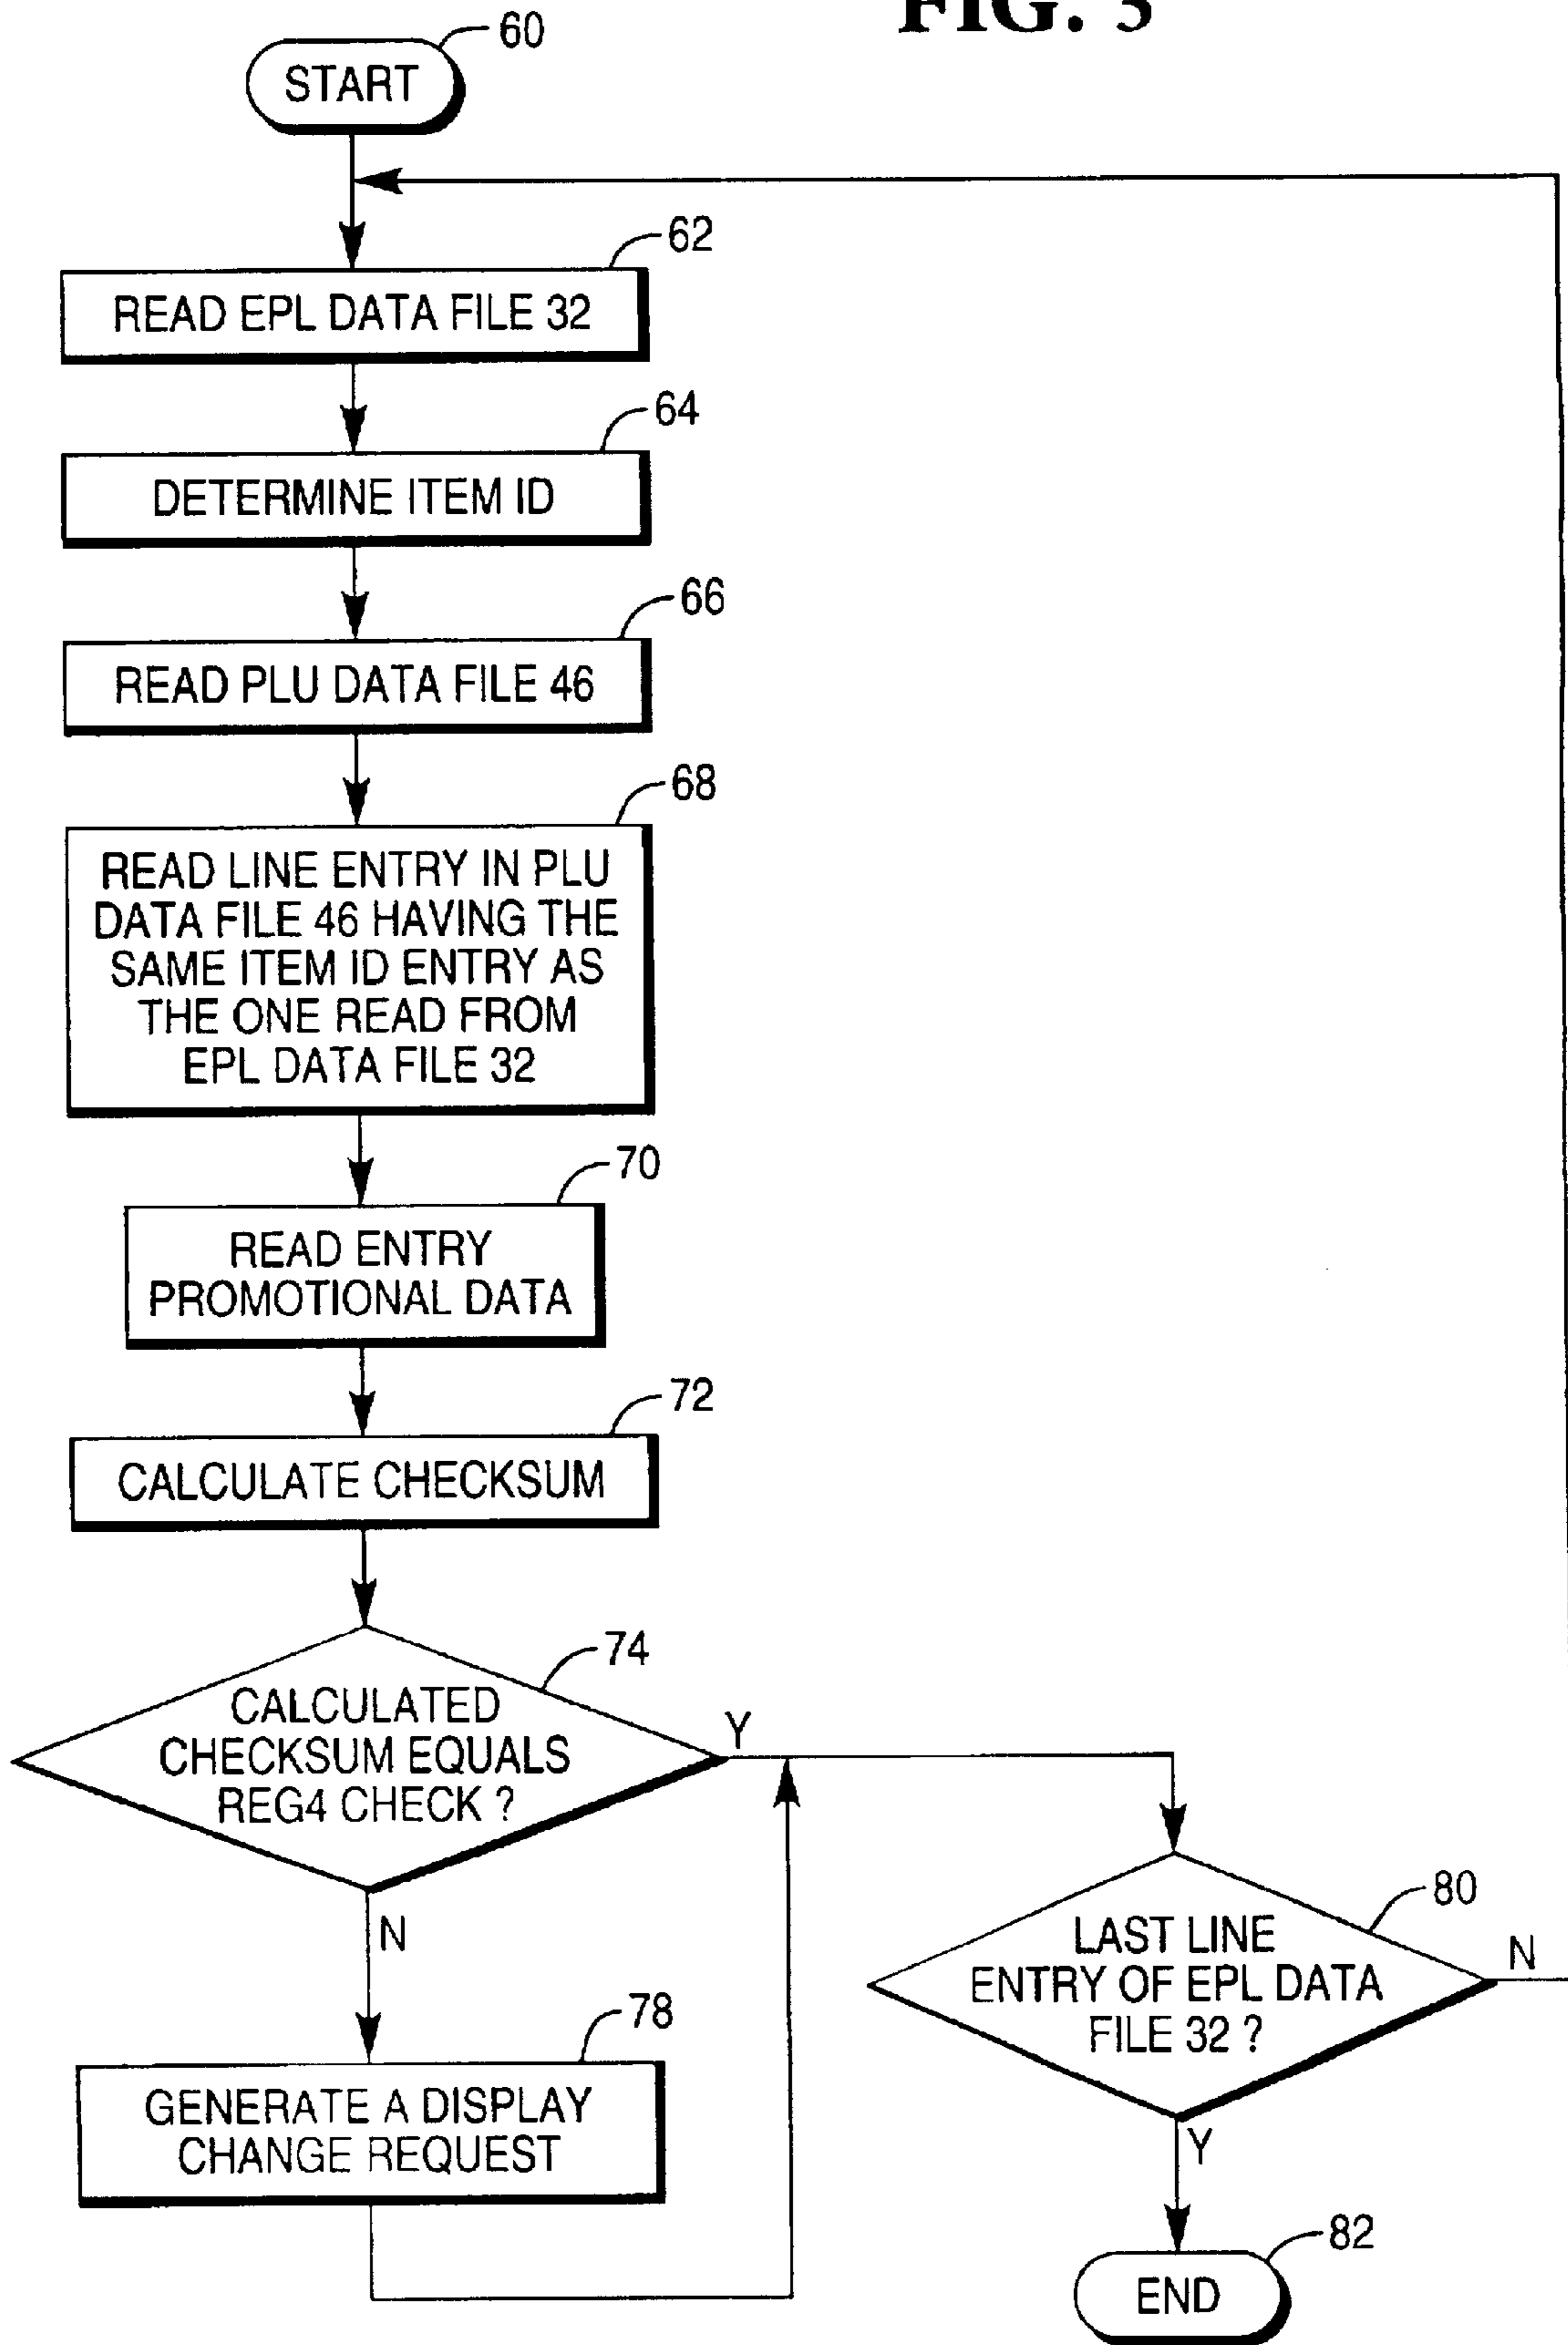 FIG. 3
60
START
62
READ EPL DATA FILE 32
64
DETERMINE ITEM ID
66
READ PLU DATA FILE 46
68
READ LINE ENTRY IN PLU
DATA FILE 46 HAVING THE
SAME ITEM ID ENTRY AS
THE ONE READ FROM
EPL DATA FILE 32
70
READ ENTRY
PROMOTIONAL DATA
72
CALCULATE CHECKSUM
74
CALCULATED
CHECKSUM EQUALS
REG4 CHECK ?
Y
N
78
GENERATE A DISPLAY
CHANGE REQUEST
80
LAST LINE
ENTRY OF EPL DATA
FILE 32 ?
N
Y
82
END